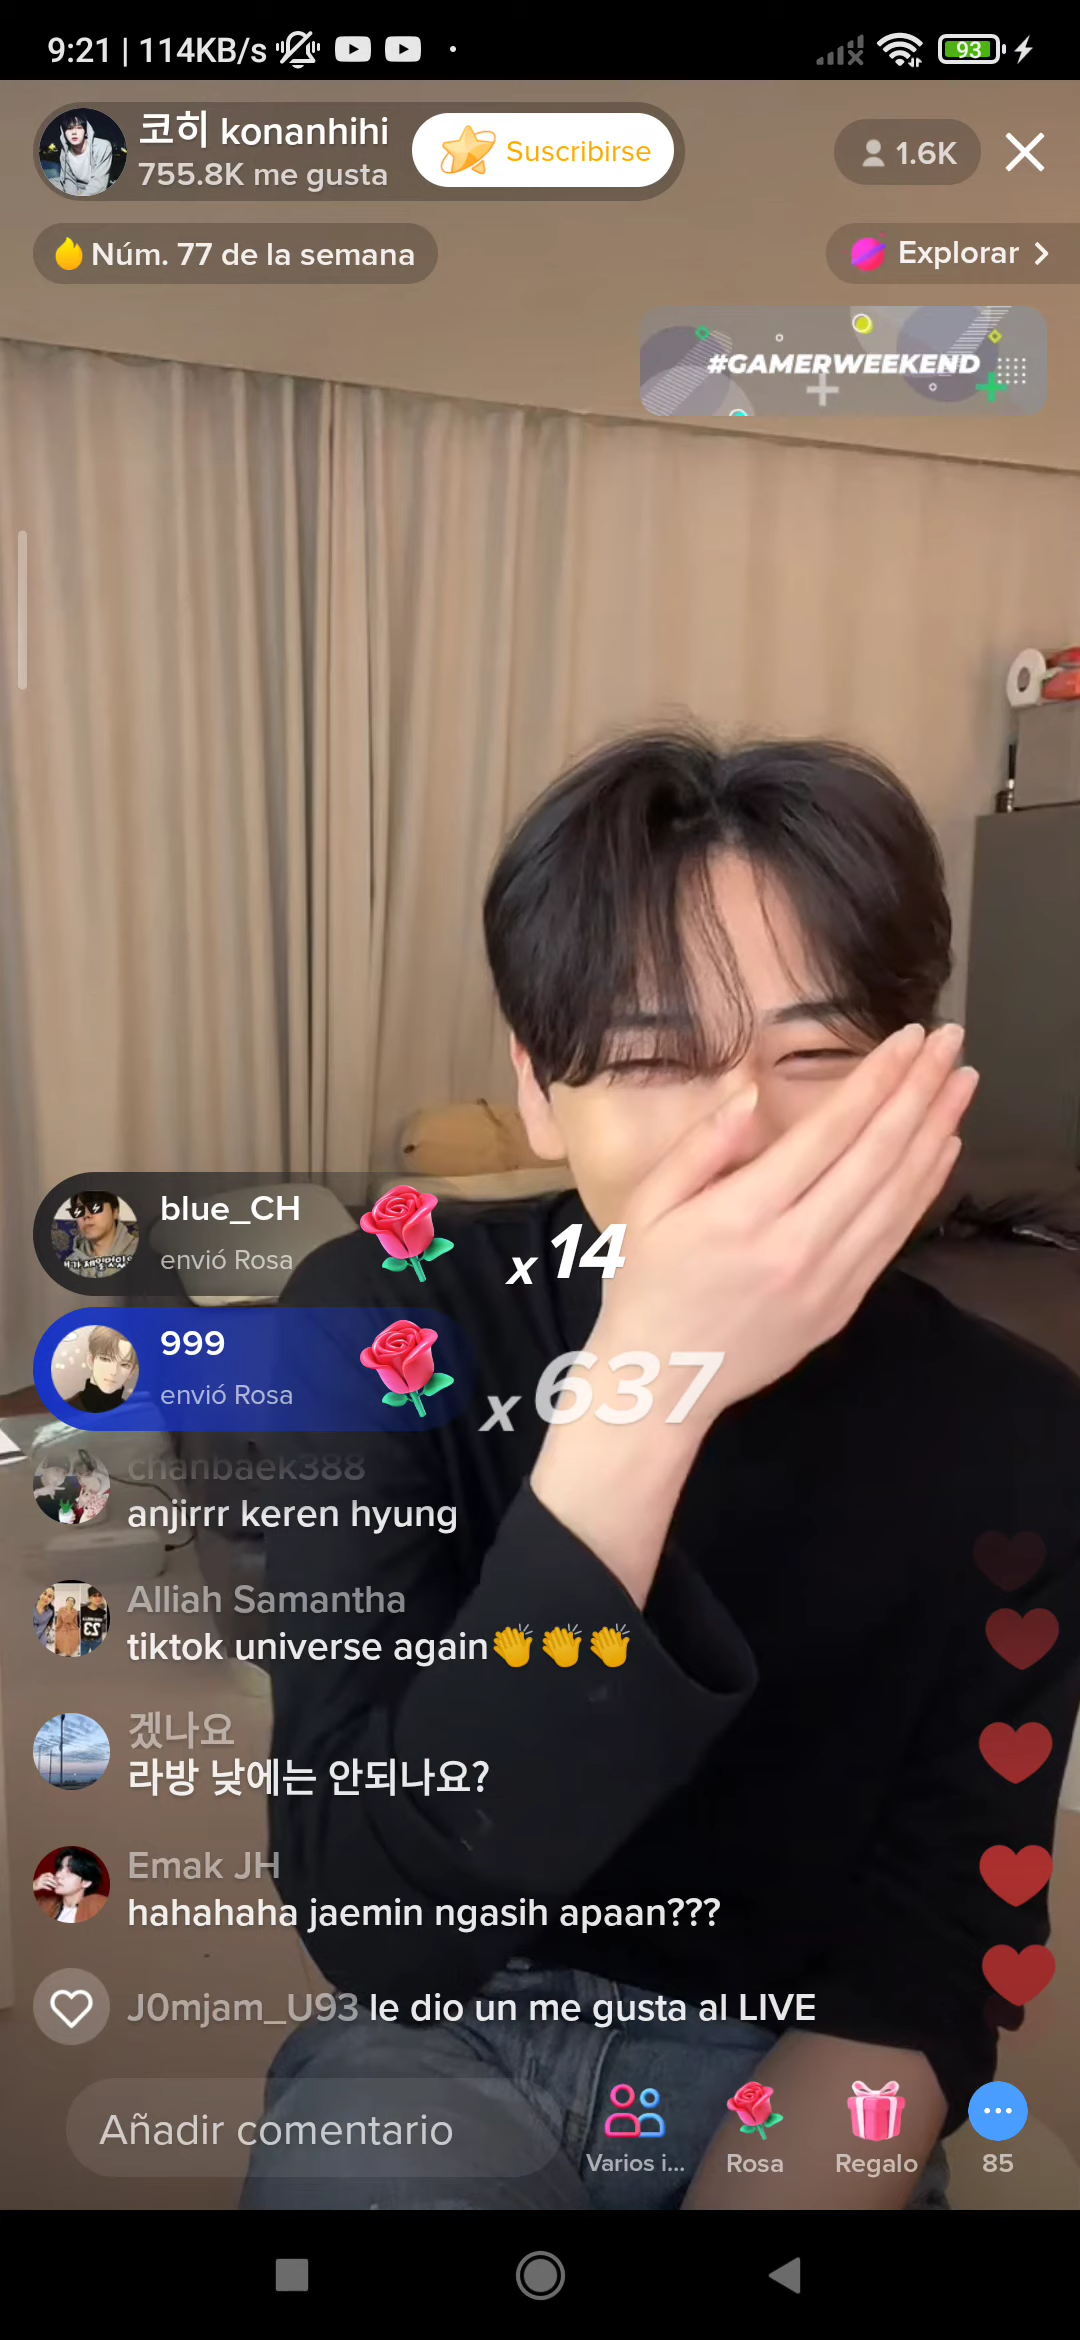 9:21 | 114KB/s
93
코히 konanhihi
755.8K me gusta
Suscribirse
1.6K
Núm. 77 de la semana
Explorar
#GAMERWEEKEND
blue_CH
envió Rosa
x 14
999
envió Rosa
x 637
chanbaek388
anjirrr keren hyung
Alliah Samantha
tiktok universe again👏👏👏
겠나요
라방 낮에는 안되나요?
Emak JH
hahahaha jaemin ngasih apaan???
J0mjam_U93 le dio un me gusta al LIVE
Añadir comentario
Varios i...
Rosa
Regalo
85